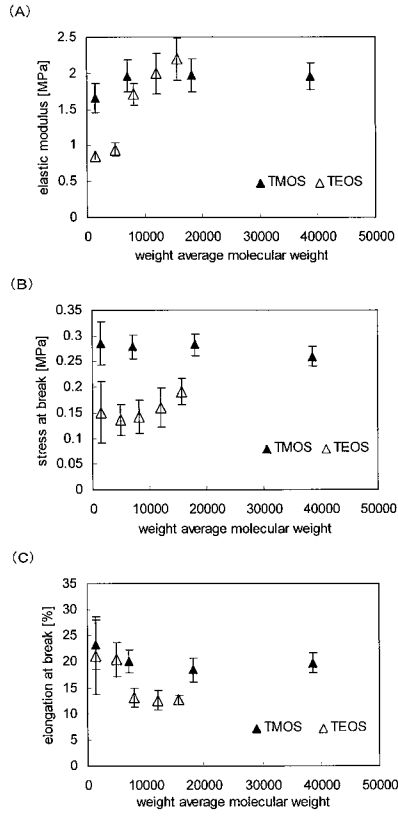 (A)
2.5
2
1.5
1
0.5
0
elastic modulus [MPa]
▲TMOS △TEOS
0 10000 20000 30000 40000 50000
weight average molecular weight
(B)
0.35
0.3
0.25
0.2
0.15
0.1
0.05
0
stress at break [MPa]
▲TMOS △TEOS
0 10000 20000 30000 40000 50000
weight average molecular weight
(C)
35
30
25
20
15
10
5
0
elongation at break [%]
▲TMOS △TEOS
0 10000 20000 30000 40000 50000
weight average molecular weight